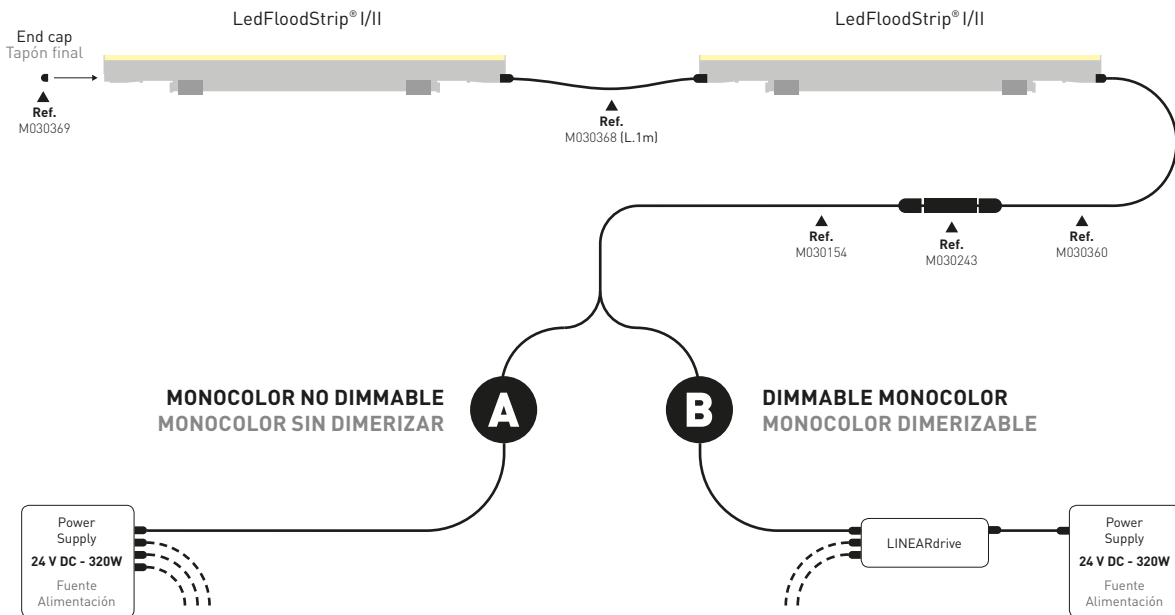 LedFloodStrip® I/II
LedFloodStrip® I/II
End cap
Tapón final
Ref.
M030369
Ref.
M030368 (L.1m)
Ref.
M030154
Ref.
M030243
Ref.
M030360
MONOCOLOR NO DIMMABLE
MONOCOLOR SIN DIMERIZAR
A
B
DIMMABLE MONOCOLOR
MONOCOLOR DIMERIZABLE
Power
Supply
24 V DC - 320W
Fuente
Alimentación
LINEARdrive
Power
Supply
24 V DC - 320W
Fuente
Alimentación